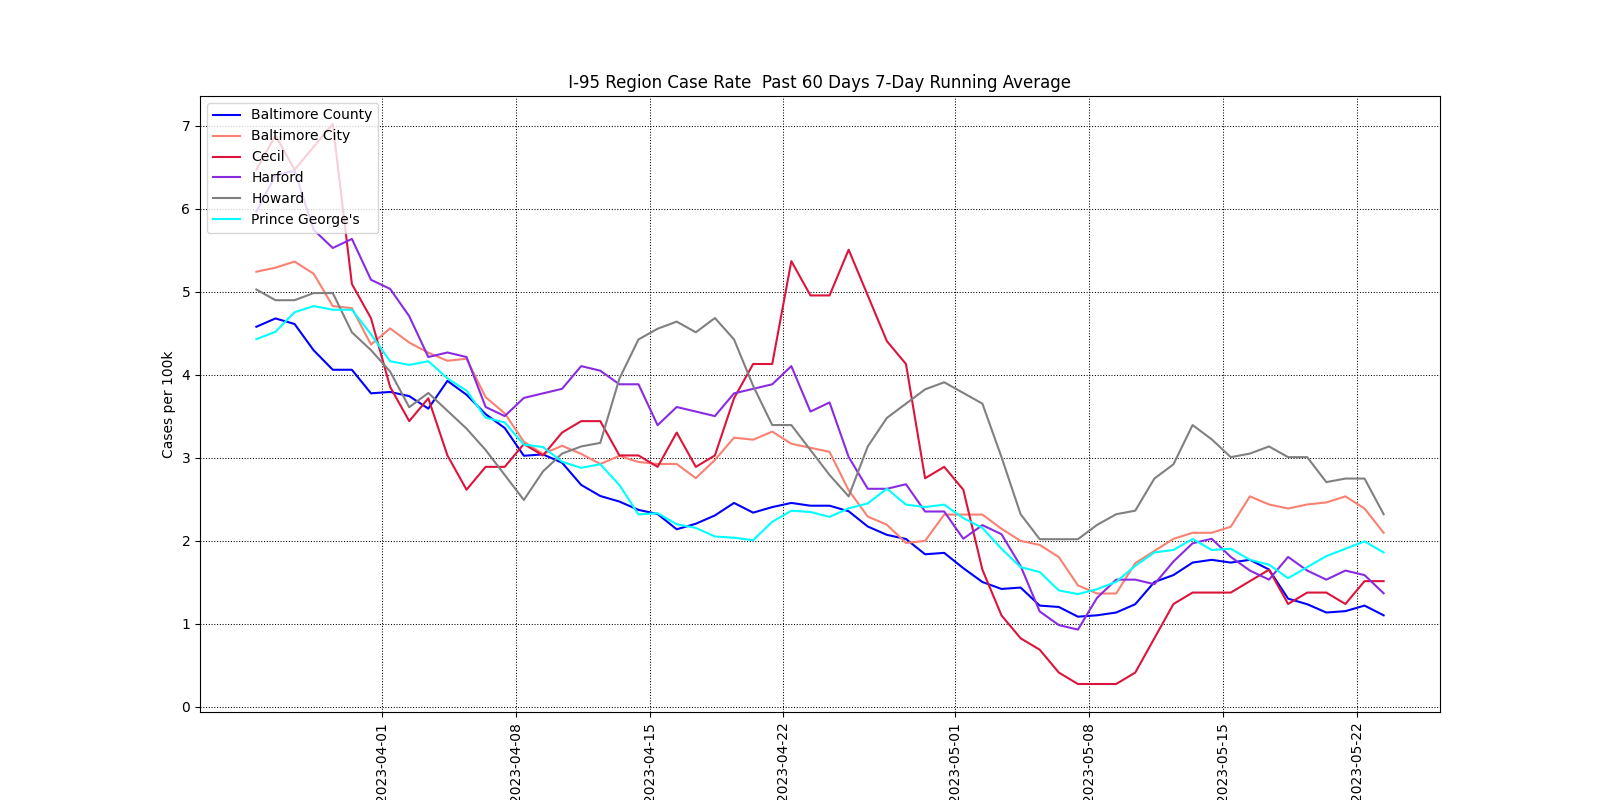 I-95 Region Case Rate  Past 60 Days 7-Day Running Average
Baltimore County
Baltimore City
Cecil
Harford
Howard
Prince George's
Cases per 100k
7
6
5
4
3
2
1
0
2023-04-01
2023-04-08
2023-04-15
2023-04-22
2023-05-01
2023-05-08
2023-05-15
2023-05-22